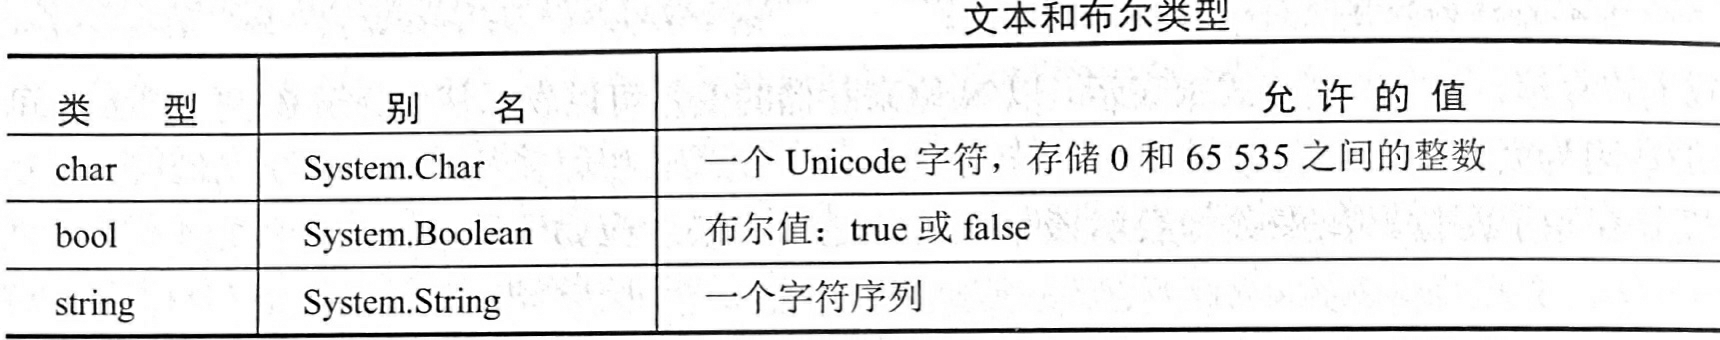 文本和布尔类型
类 型 别 名 允 许 的 值
char System.Char 一个 Unicode 字符，存储 0 和 65 535 之间的整数
bool System.Boolean 布尔值：true 或 false
string System.String 一个字符序列